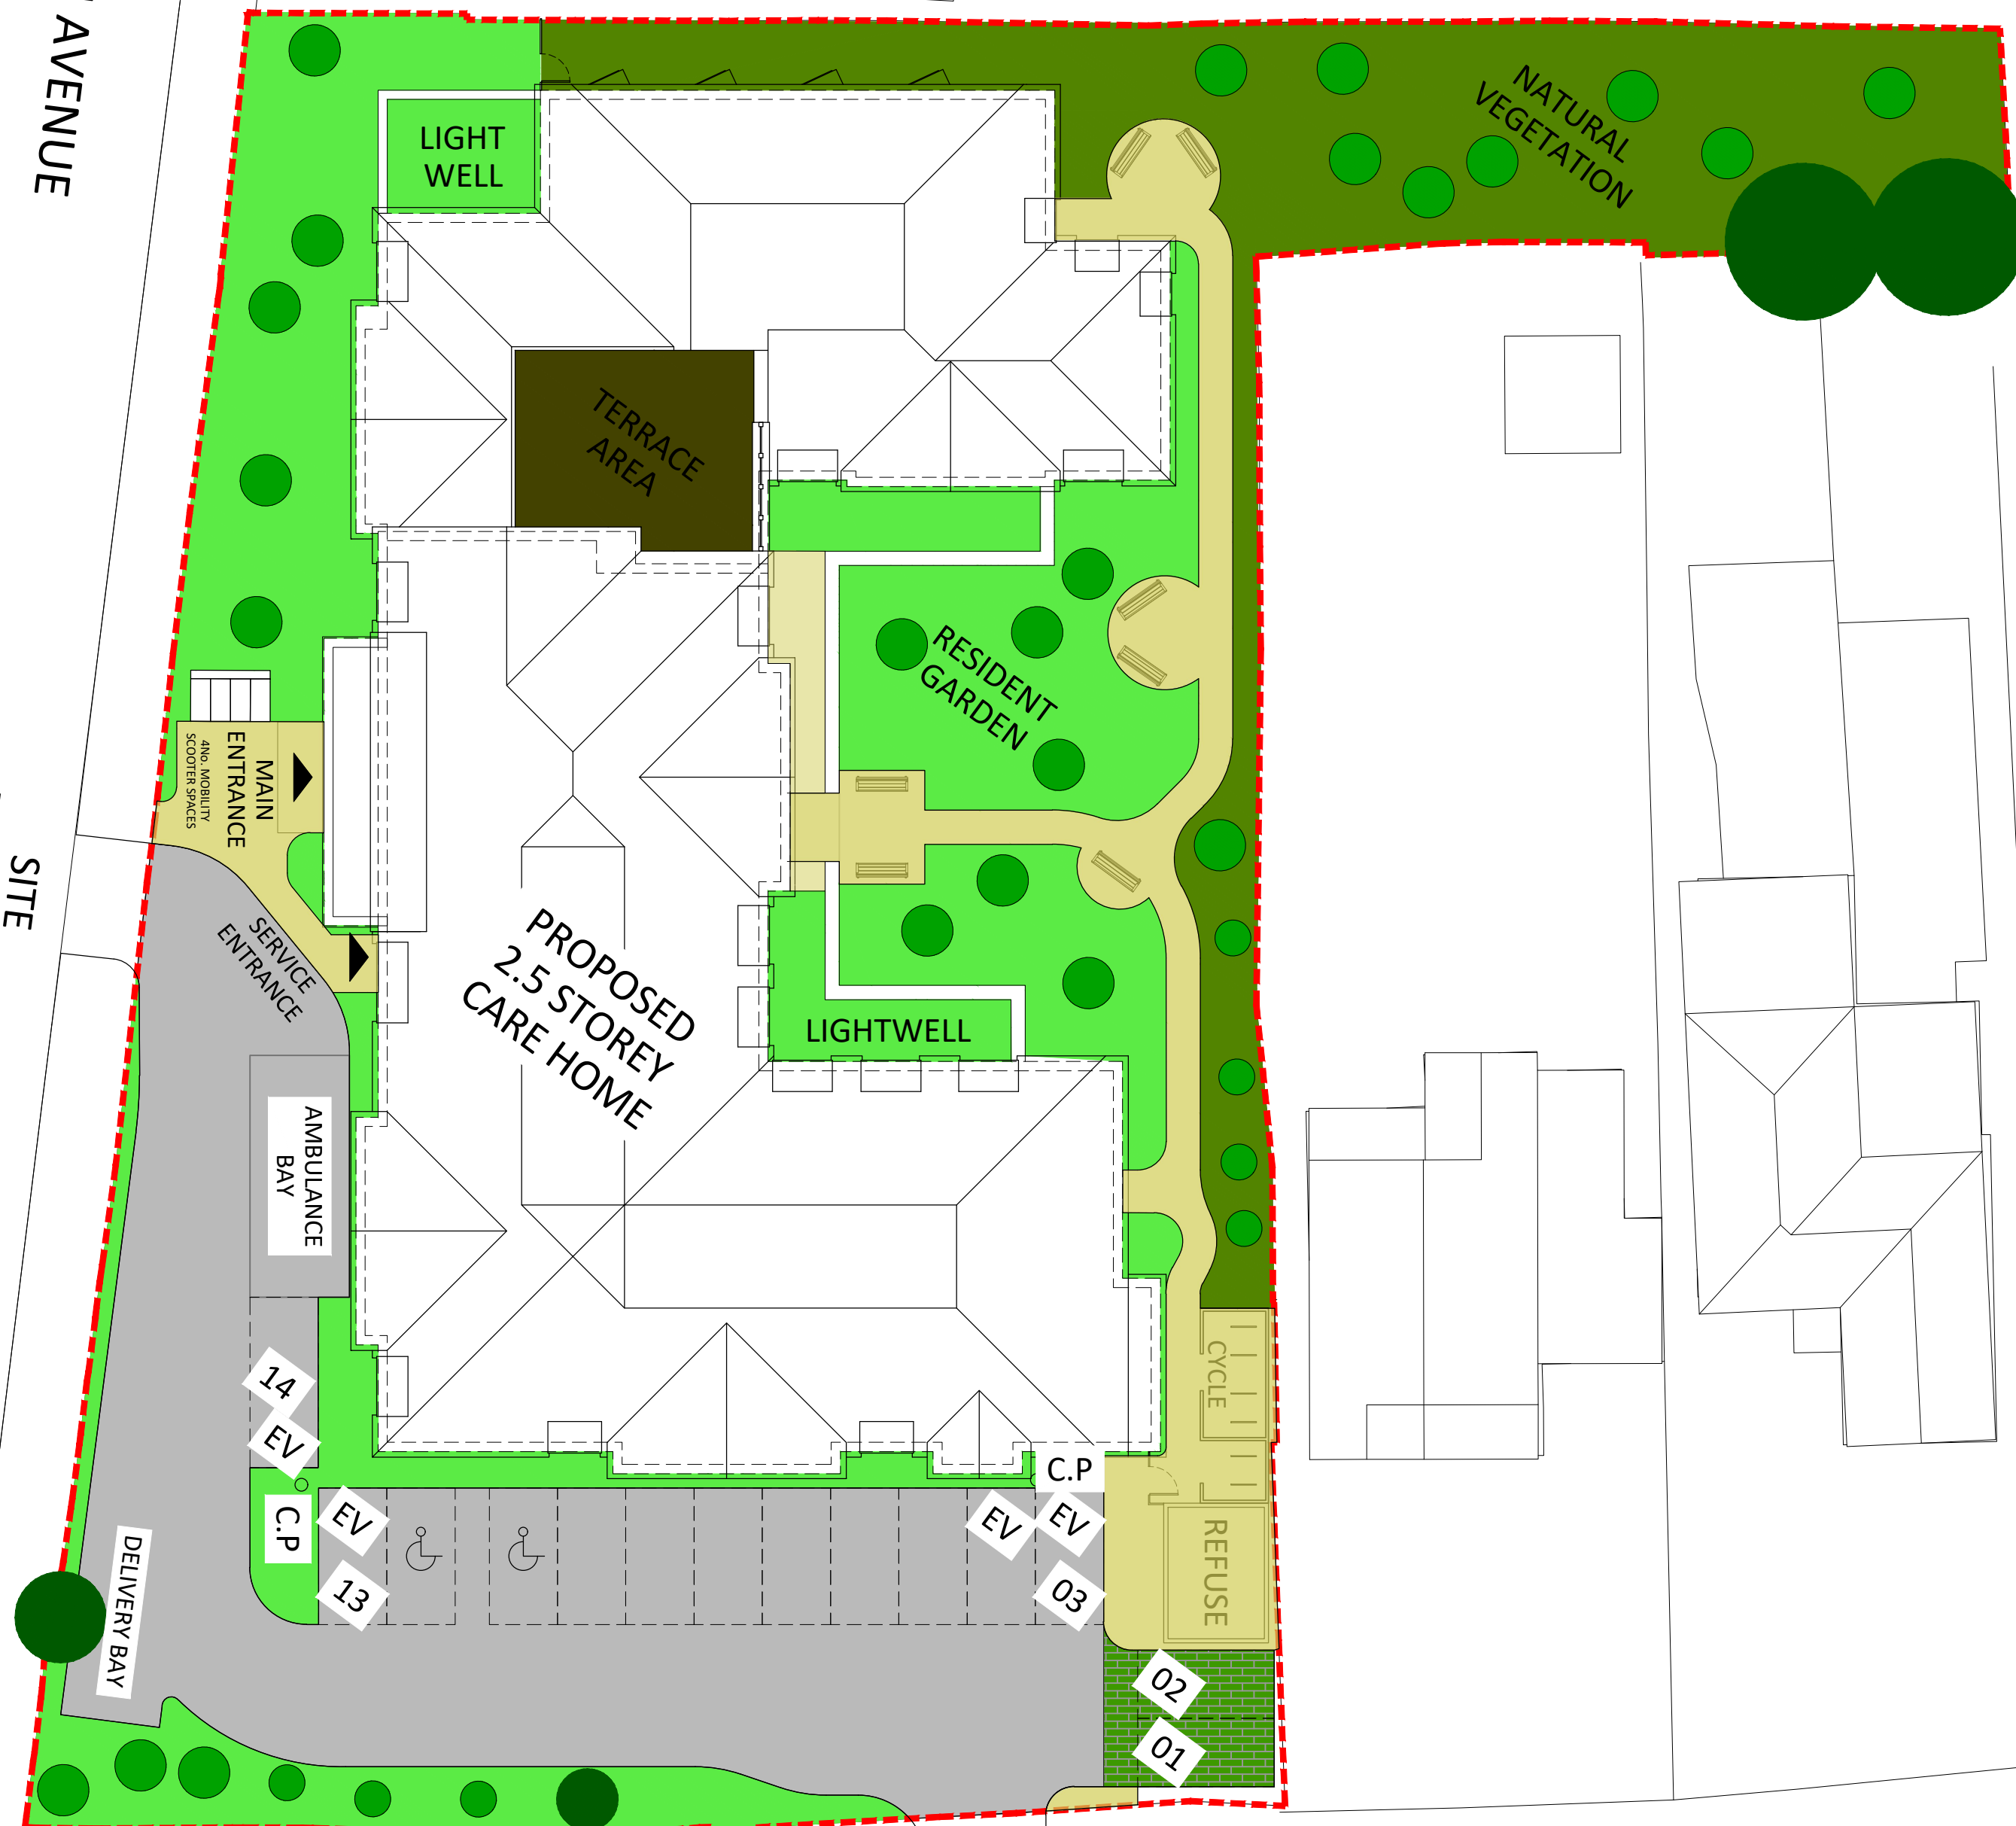 AVENUE
SITE
LIGHT
WELL
NATURAL
VEGETATION
TERRACE
AREA
RESIDENT
GARDEN
MAIN
ENTRANCE
4No. MOBILITY
SCOOTER SPACES
SERVICE
ENTRANCE
PROPOSED
2.5 STOREY
CARE HOME
LIGHTWELL
AMBULANCE
BAY
14
EV
C.P
EV
13
EV
C.P
EV
03
CYCLE
REFUSE
DELIVERY BAY
02
01